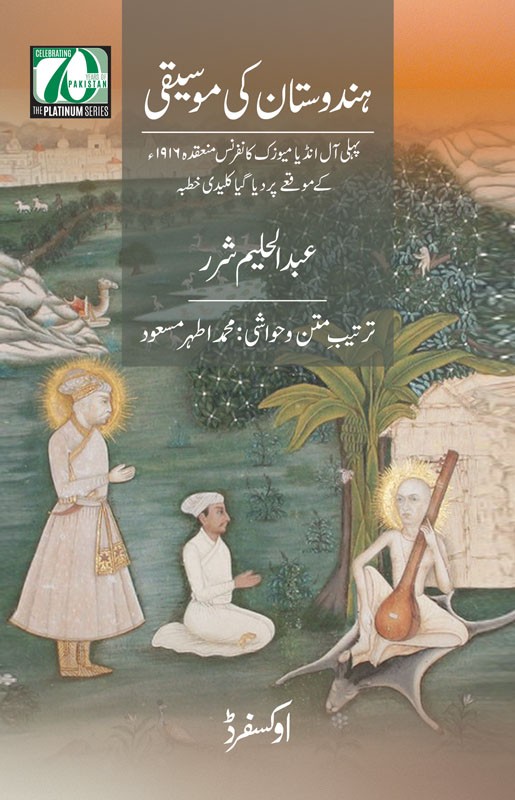 CELEBRATING
70
YEARS OF
PAKISTAN
THE PLATINUM SERIES
ہندوستان کی موسیقی
پہلی آل انڈیا میوزک کانفرنس منعقدہ ۱۹۱۶ء
کے موقعے پر دیا گیا کلیدی خطبہ
عبدالحلیم شرر
ترتیبِ متن و حواشی: محمد اطہر مسعود
اوکسفرڈ